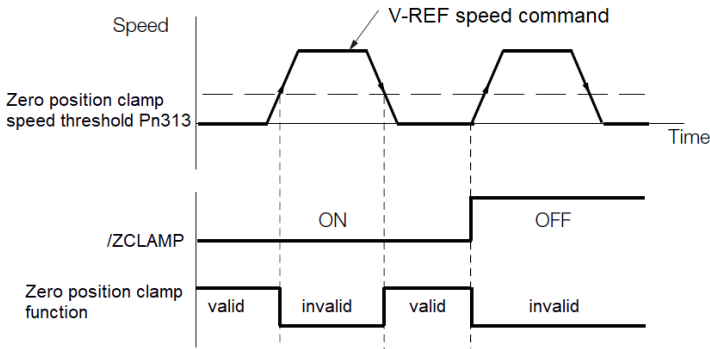 V-REF speed command
Speed
Zero position clamp
speed threshold Pn313
Time
ON
OFF
/ZCLAMP
Zero position clamp
function
valid
invalid
valid
invalid